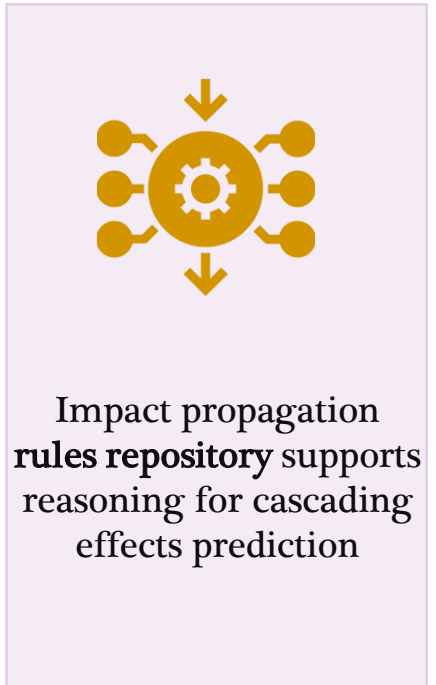 Impact propagation
rules repository supports
reasoning for cascading
effects prediction